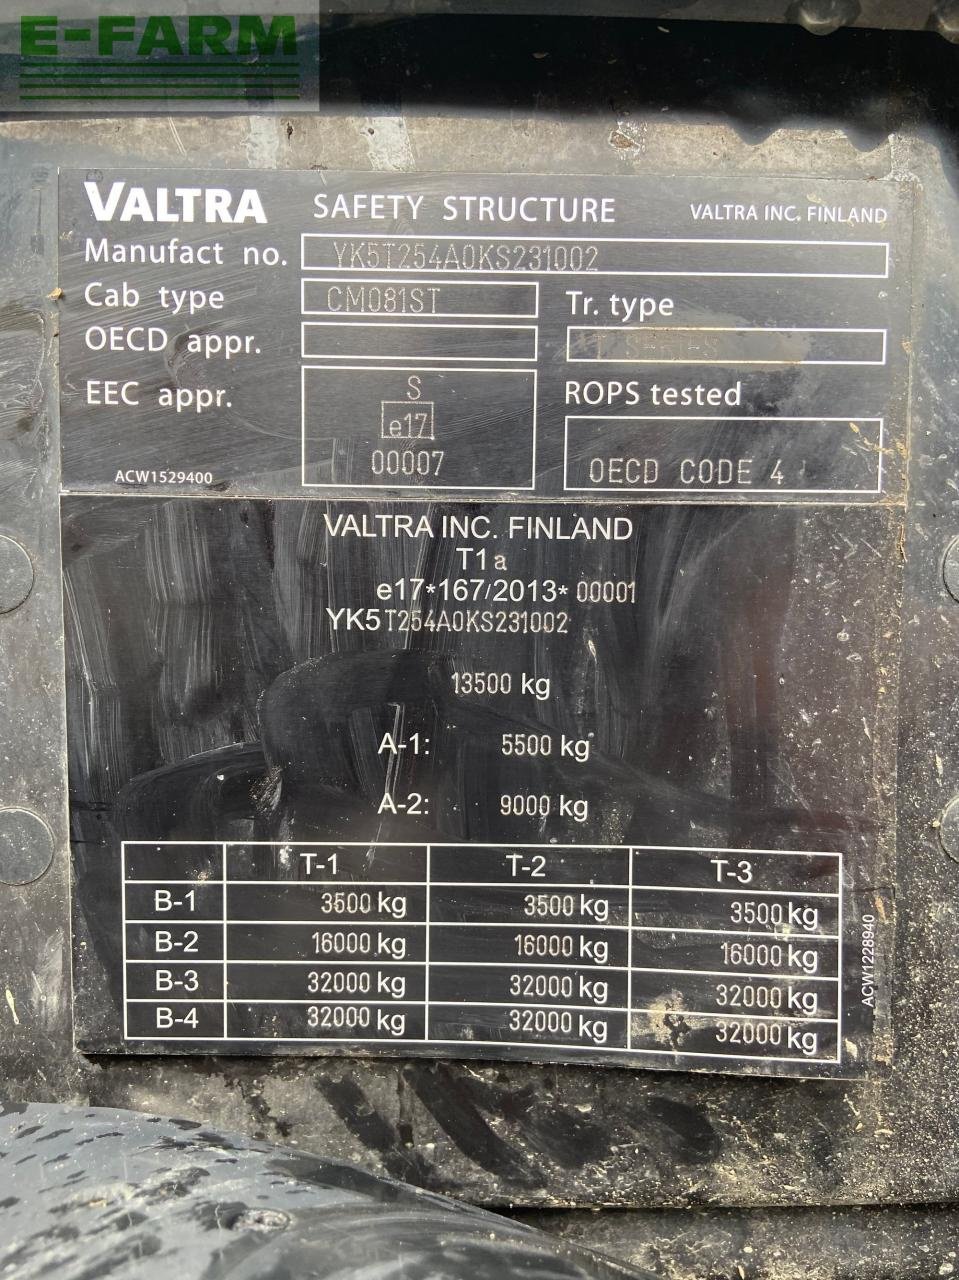 E-FARM
VALTRA SAFETY STRUCTURE VALTRA INC. FINLAND
Manufact no. YK5T254A0KS231002
Cab type CM081ST Tr. type
OECD appr. T SERIES
EEC appr. S ROPS tested
e17
00007 OECD CODE 4
ACW1529400
VALTRA INC. FINLAND
T1a
e17*167/2013*00001
YK5T254A0KS231002
13500 kg
A-1: 5500 kg
A-2: 9000 kg
T-1 T-2 T-3
B-1 3500 kg 3500 kg 3500 kg
B-2 16000 kg 16000 kg 16000 kg
B-3 32000 kg 32000 kg 32000 kg
B-4 32000 kg 32000 kg 32000 kg
ACW1228940